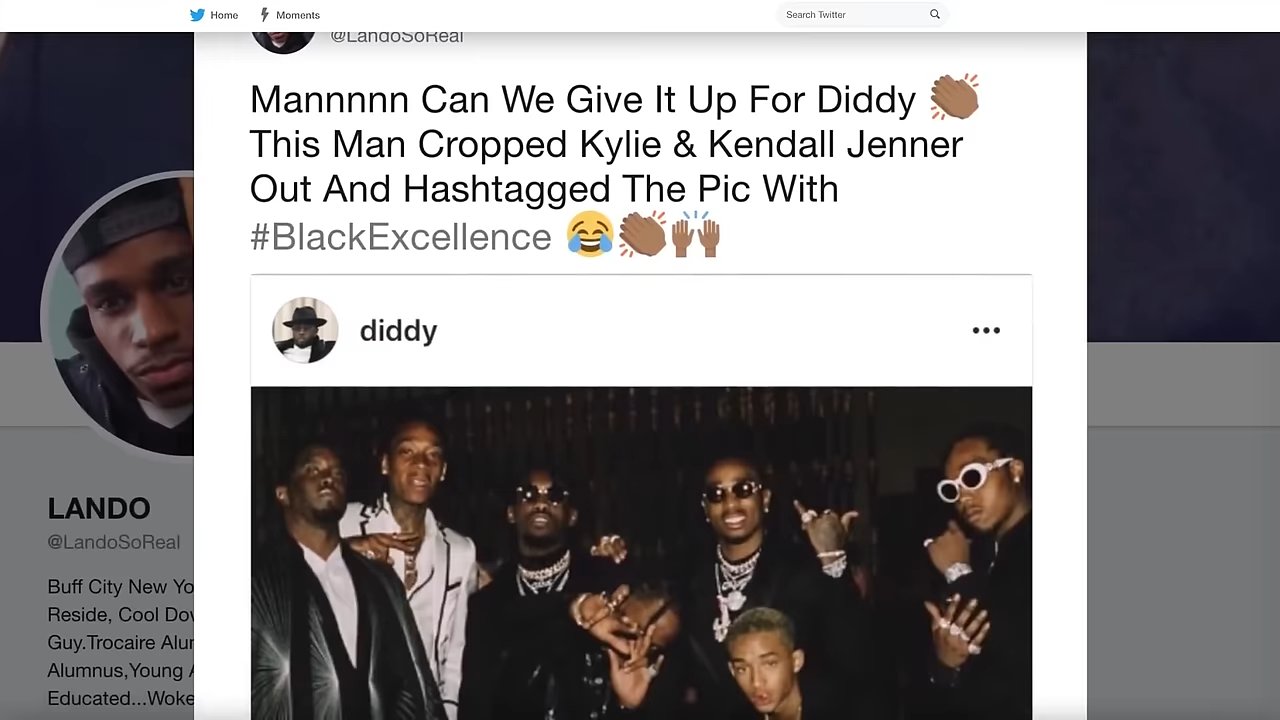 Home Moments Search Twitter
@LandoSoReal
Mannnnn Can We Give It Up For Diddy 👏🏾
This Man Cropped Kylie & Kendall Jenner
Out And Hashtagged The Pic With
#BlackExcellence 😂👏🏾🙌🏾
diddy
LANDO
@LandoSoReal
Buff City New Yo
Reside, Cool Dow
Guy.Trocaire Alum
Alumnus,Young A
Educated...Woke